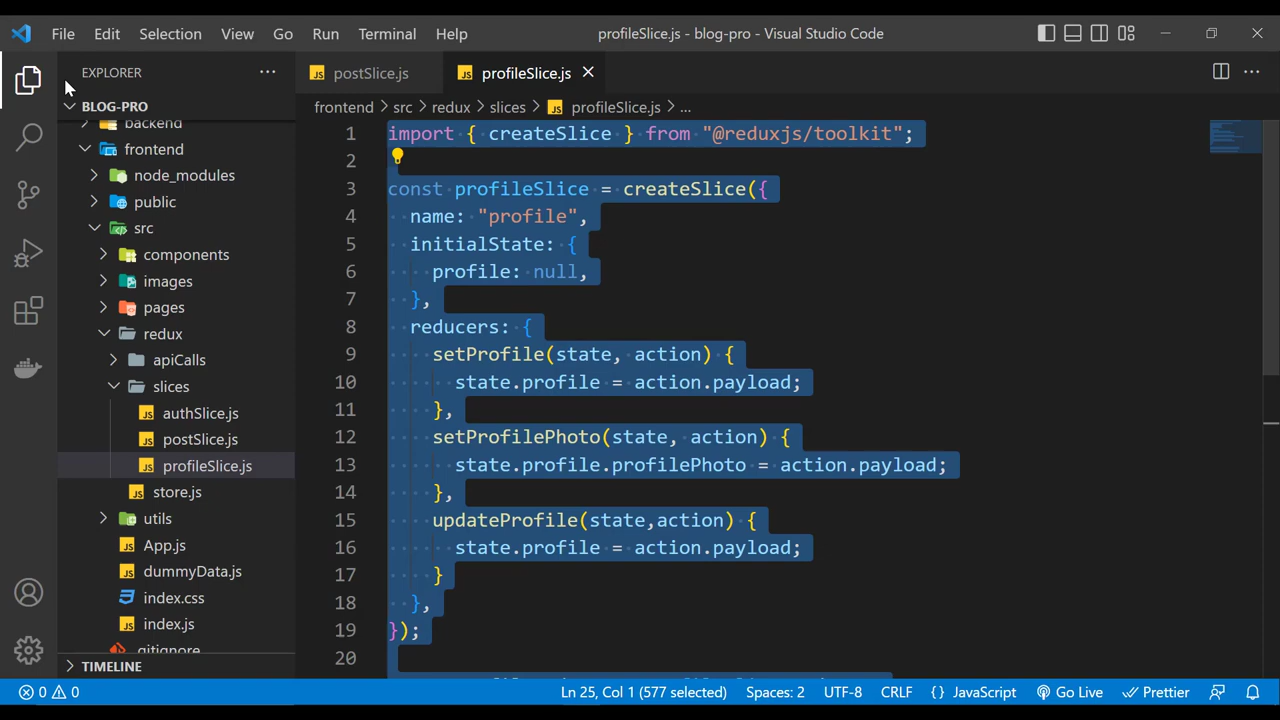 File Edit Selection View Go Run Terminal Help profileSlice.js - blog-pro - Visual Studio Code
EXPLORER
BLOG-PRO
backend
frontend
node_modules
public
src
components
images
pages
redux
apiCalls
slices
authSlice.js
postSlice.js
profileSlice.js
store.js
utils
App.js
dummyData.js
index.css
index.js
.gitignore
TIMELINE
postSlice.js profileSlice.js
frontend > src > redux > slices > profileSlice.js > ...
1 import { createSlice } from "@reduxjs/toolkit";
2
3 const profileSlice = createSlice({
4 name: "profile",
5 initialState: {
6 profile: null,
7 },
8 reducers: {
9 setProfile(state, action) {
10 state.profile = action.payload;
11 },
12 setProfilePhoto(state, action) {
13 state.profile.profilePhoto = action.payload;
14 },
15 updateProfile(state,action) {
16 state.profile = action.payload;
17 }
18 },
19 });
20
0 0 Ln 25, Col 1 (577 selected) Spaces: 2 UTF-8 CRLF {} JavaScript Go Live Prettier